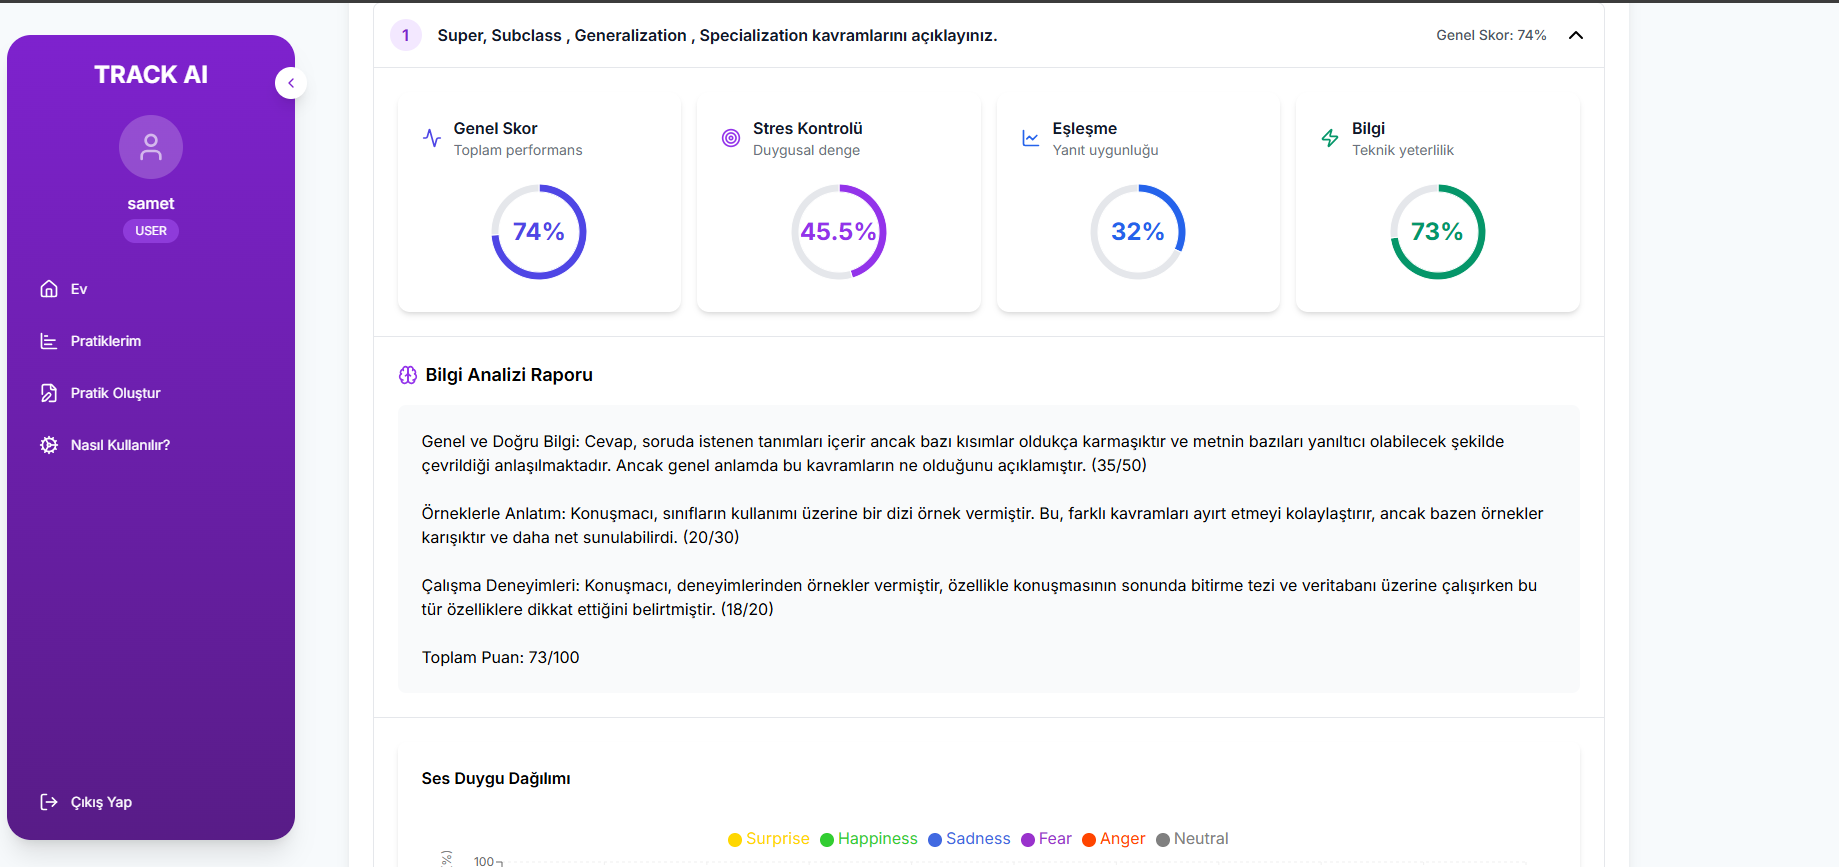 TRACK AI
samet
USER
Ev
Pratiklerim
Pratik Oluştur
Nasıl Kullanılır?
Çıkış Yap
1
Super, Subclass , Generalization , Specialization kavramlarını açıklayınız.
Genel Skor: 74%
Genel Skor
Toplam performans
74%
Stres Kontrolü
Duygusal denge
45.5%
Eşleşme
Yanıt uygunluğu
32%
Bilgi
Teknik yeterlilik
73%
Bilgi Analizi Raporu
Genel ve Doğru Bilgi: Cevap, soruda istenen tanımları içerir ancak bazı kısımlar oldukça karmaşıktır ve metnin bazıları yanıltıcı olabilecek şekilde
çevrildiği anlaşılmaktadır. Ancak genel anlamda bu kavramların ne olduğunu açıklamıştır. (35/50)
Örneklerle Anlatım: Konuşmacı, sınıfların kullanımı üzerine bir dizi örnek vermiştir. Bu, farklı kavramları ayırt etmeyi kolaylaştırır, ancak bazen örnekler
karışıktır ve daha net sunulabilirdi. (20/30)
Çalışma Deneyimleri: Konuşmacı, deneyimlerinden örnekler vermiştir, özellikle konuşmasının sonunda bitirme tezi ve veritabanı üzerine çalışırken bu
tür özelliklere dikkat ettiğini belirtmiştir. (18/20)
Toplam Puan: 73/100
Ses Duygu Dağılımı
Surprise
Happiness
Sadness
Fear
Anger
Neutral
%)
100